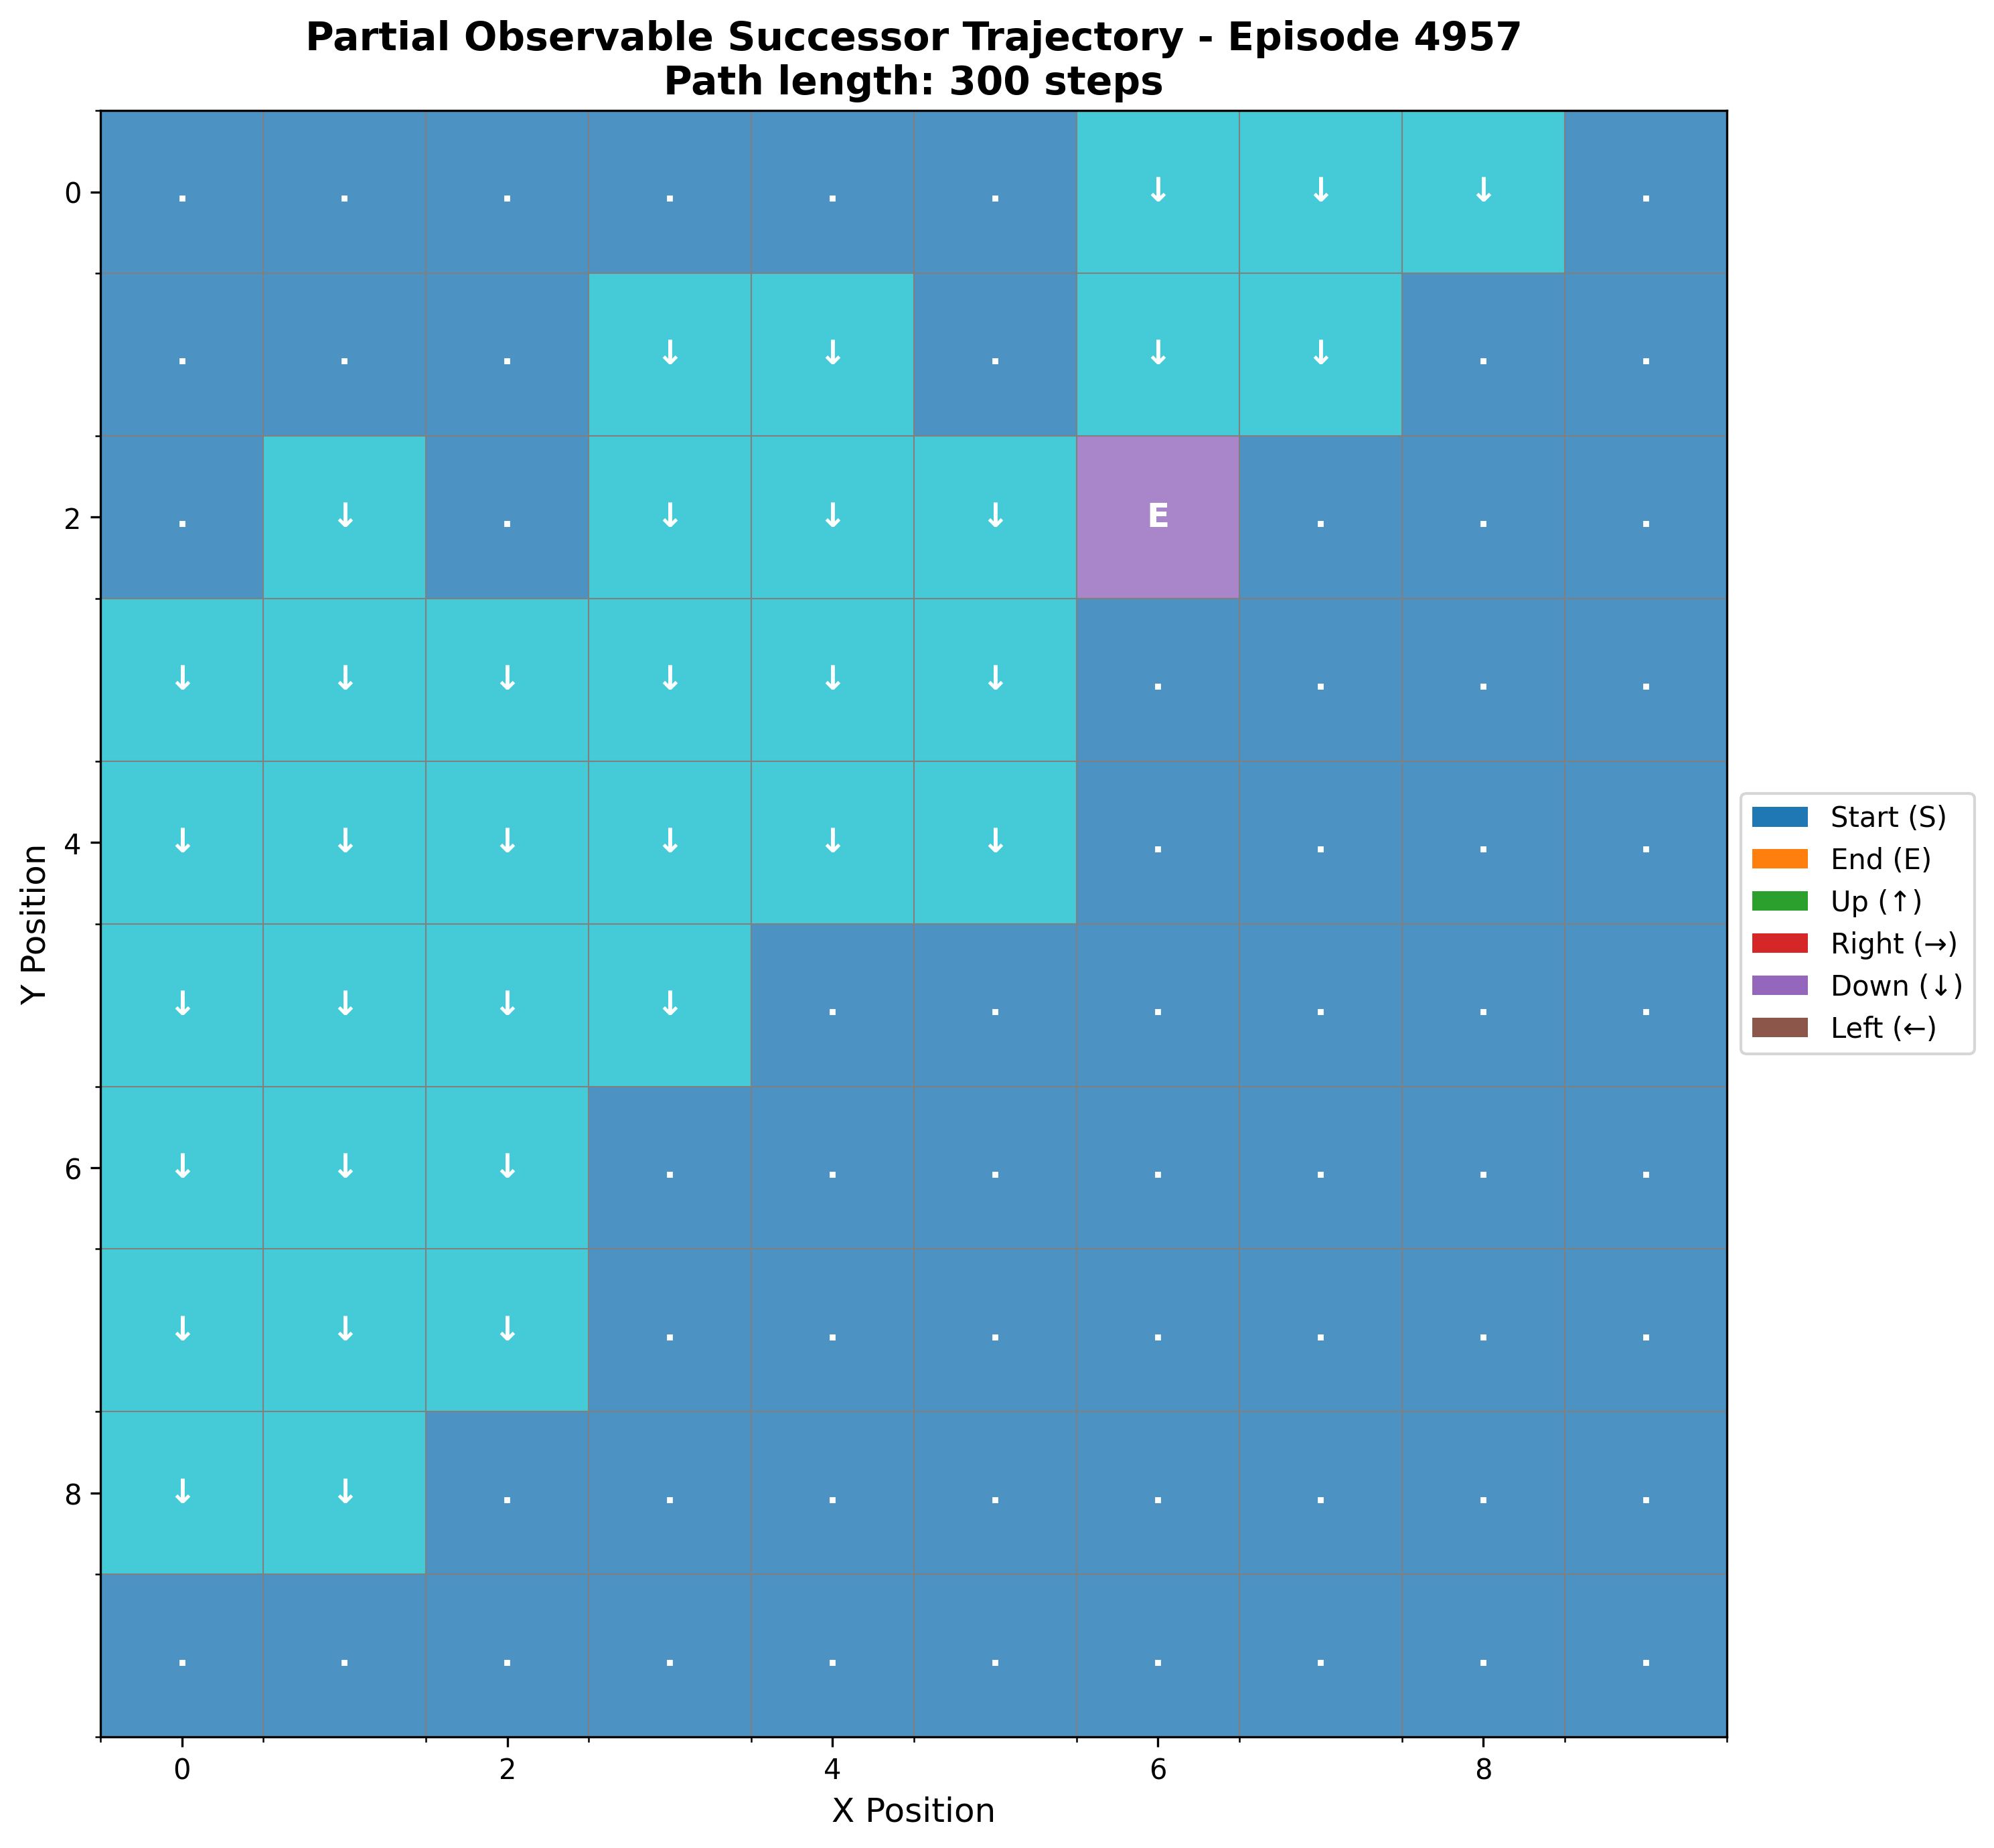 Partial Observable Successor Trajectory - Episode 4957
Path length: 300 steps
0 . . . . . . ↓ ↓ ↓ .
. . . ↓ ↓ . ↓ ↓ . .
2 . ↓ . ↓ ↓ ↓ E . . .
↓ ↓ ↓ ↓ ↓ ↓ . . . .
4 ↓ ↓ ↓ ↓ ↓ ↓ . . . .
↓ ↓ ↓ ↓ . . . . . .
6 ↓ ↓ ↓ . . . . . . .
↓ ↓ ↓ . . . . . . .
8 ↓ ↓ . . . . . . . .
. . . . . . . . . .
0 2 4 6 8
X Position
Y Position
Start (S)
End (E)
Up (↑)
Right (→)
Down (↓)
Left (←)